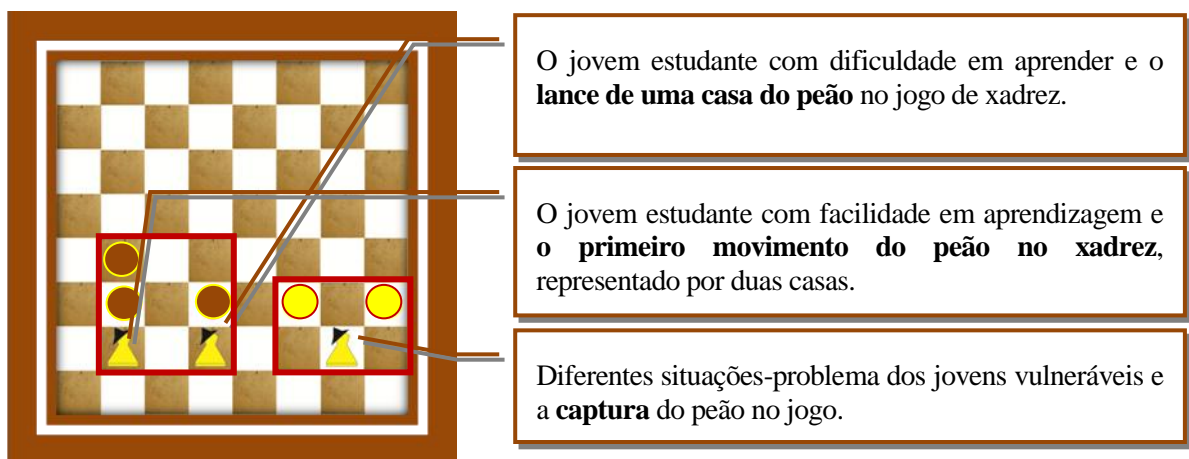 O jovem estudante com dificuldade em aprender e o
lance de uma casa do peão no jogo de xadrez.
O jovem estudante com facilidade em aprendizagem e
o primeiro movimento do peão no xadrez,
representado por duas casas.
Diferentes situações-problema dos jovens vulneráveis e
a captura do peão no jogo.